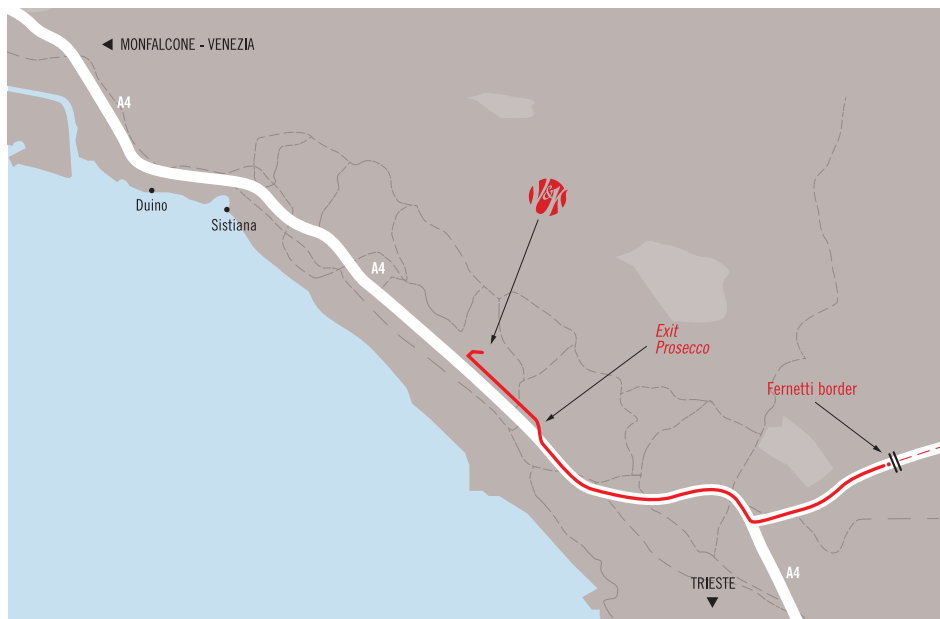 MONFALCONE - VENEZIA
A4
Duino
Sistiana
V&K
A4
Exit
Prosecco
Fernetti border
A4
TRIESTE